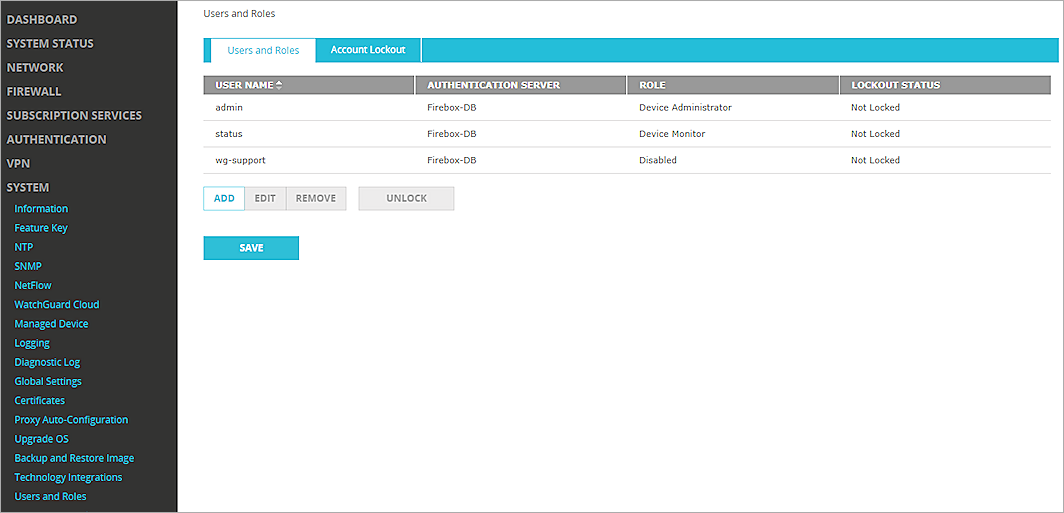 DASHBOARD
SYSTEM STATUS
NETWORK
FIREWALL
SUBSCRIPTION SERVICES
AUTHENTICATION
VPN
SYSTEM
Information
Feature Key
NTP
SNMP
NetFlow
WatchGuard Cloud
Managed Device
Logging
Diagnostic Log
Global Settings
Certificates
Proxy Auto-Configuration
Upgrade OS
Backup and Restore Image
Technology Integrations
Users and Roles
Users and Roles
Users and Roles Account Lockout
USER NAME AUTHENTICATION SERVER ROLE LOCKOUT STATUS
admin Firebox-DB Device Administrator Not Locked
status Firebox-DB Device Monitor Not Locked
wg-support Firebox-DB Disabled Not Locked
ADD EDIT REMOVE UNLOCK
SAVE